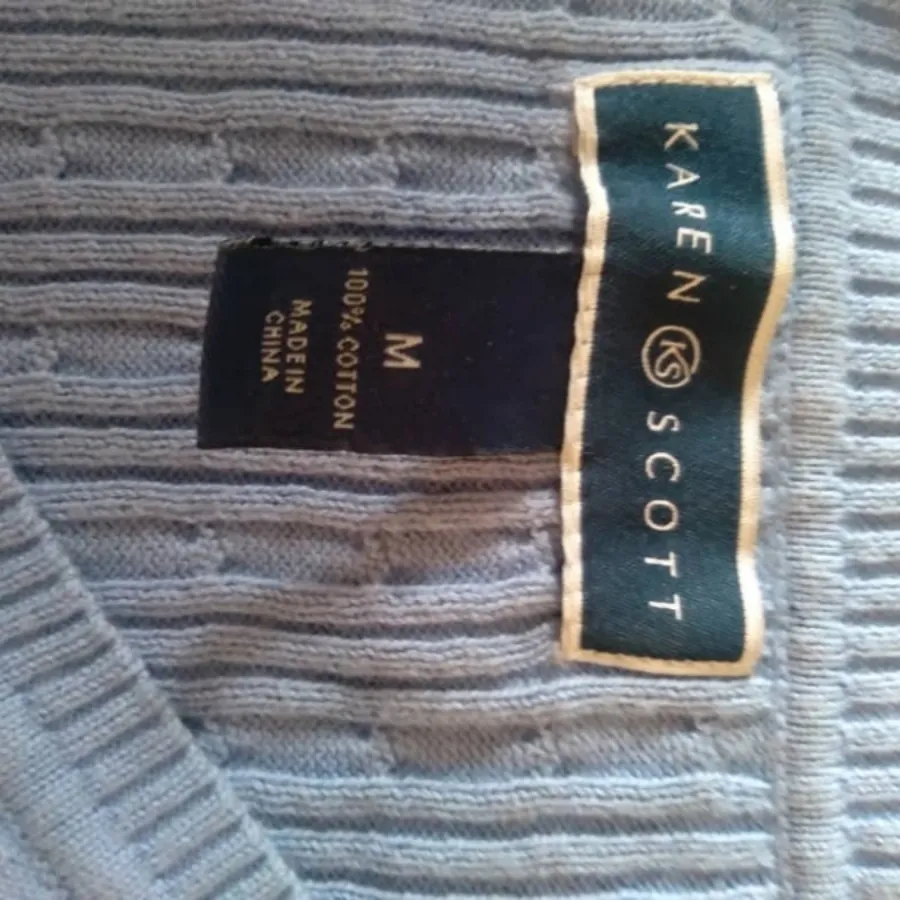 KAREN KS SCOTT
M
100% COTTON
MADE IN
CHINA